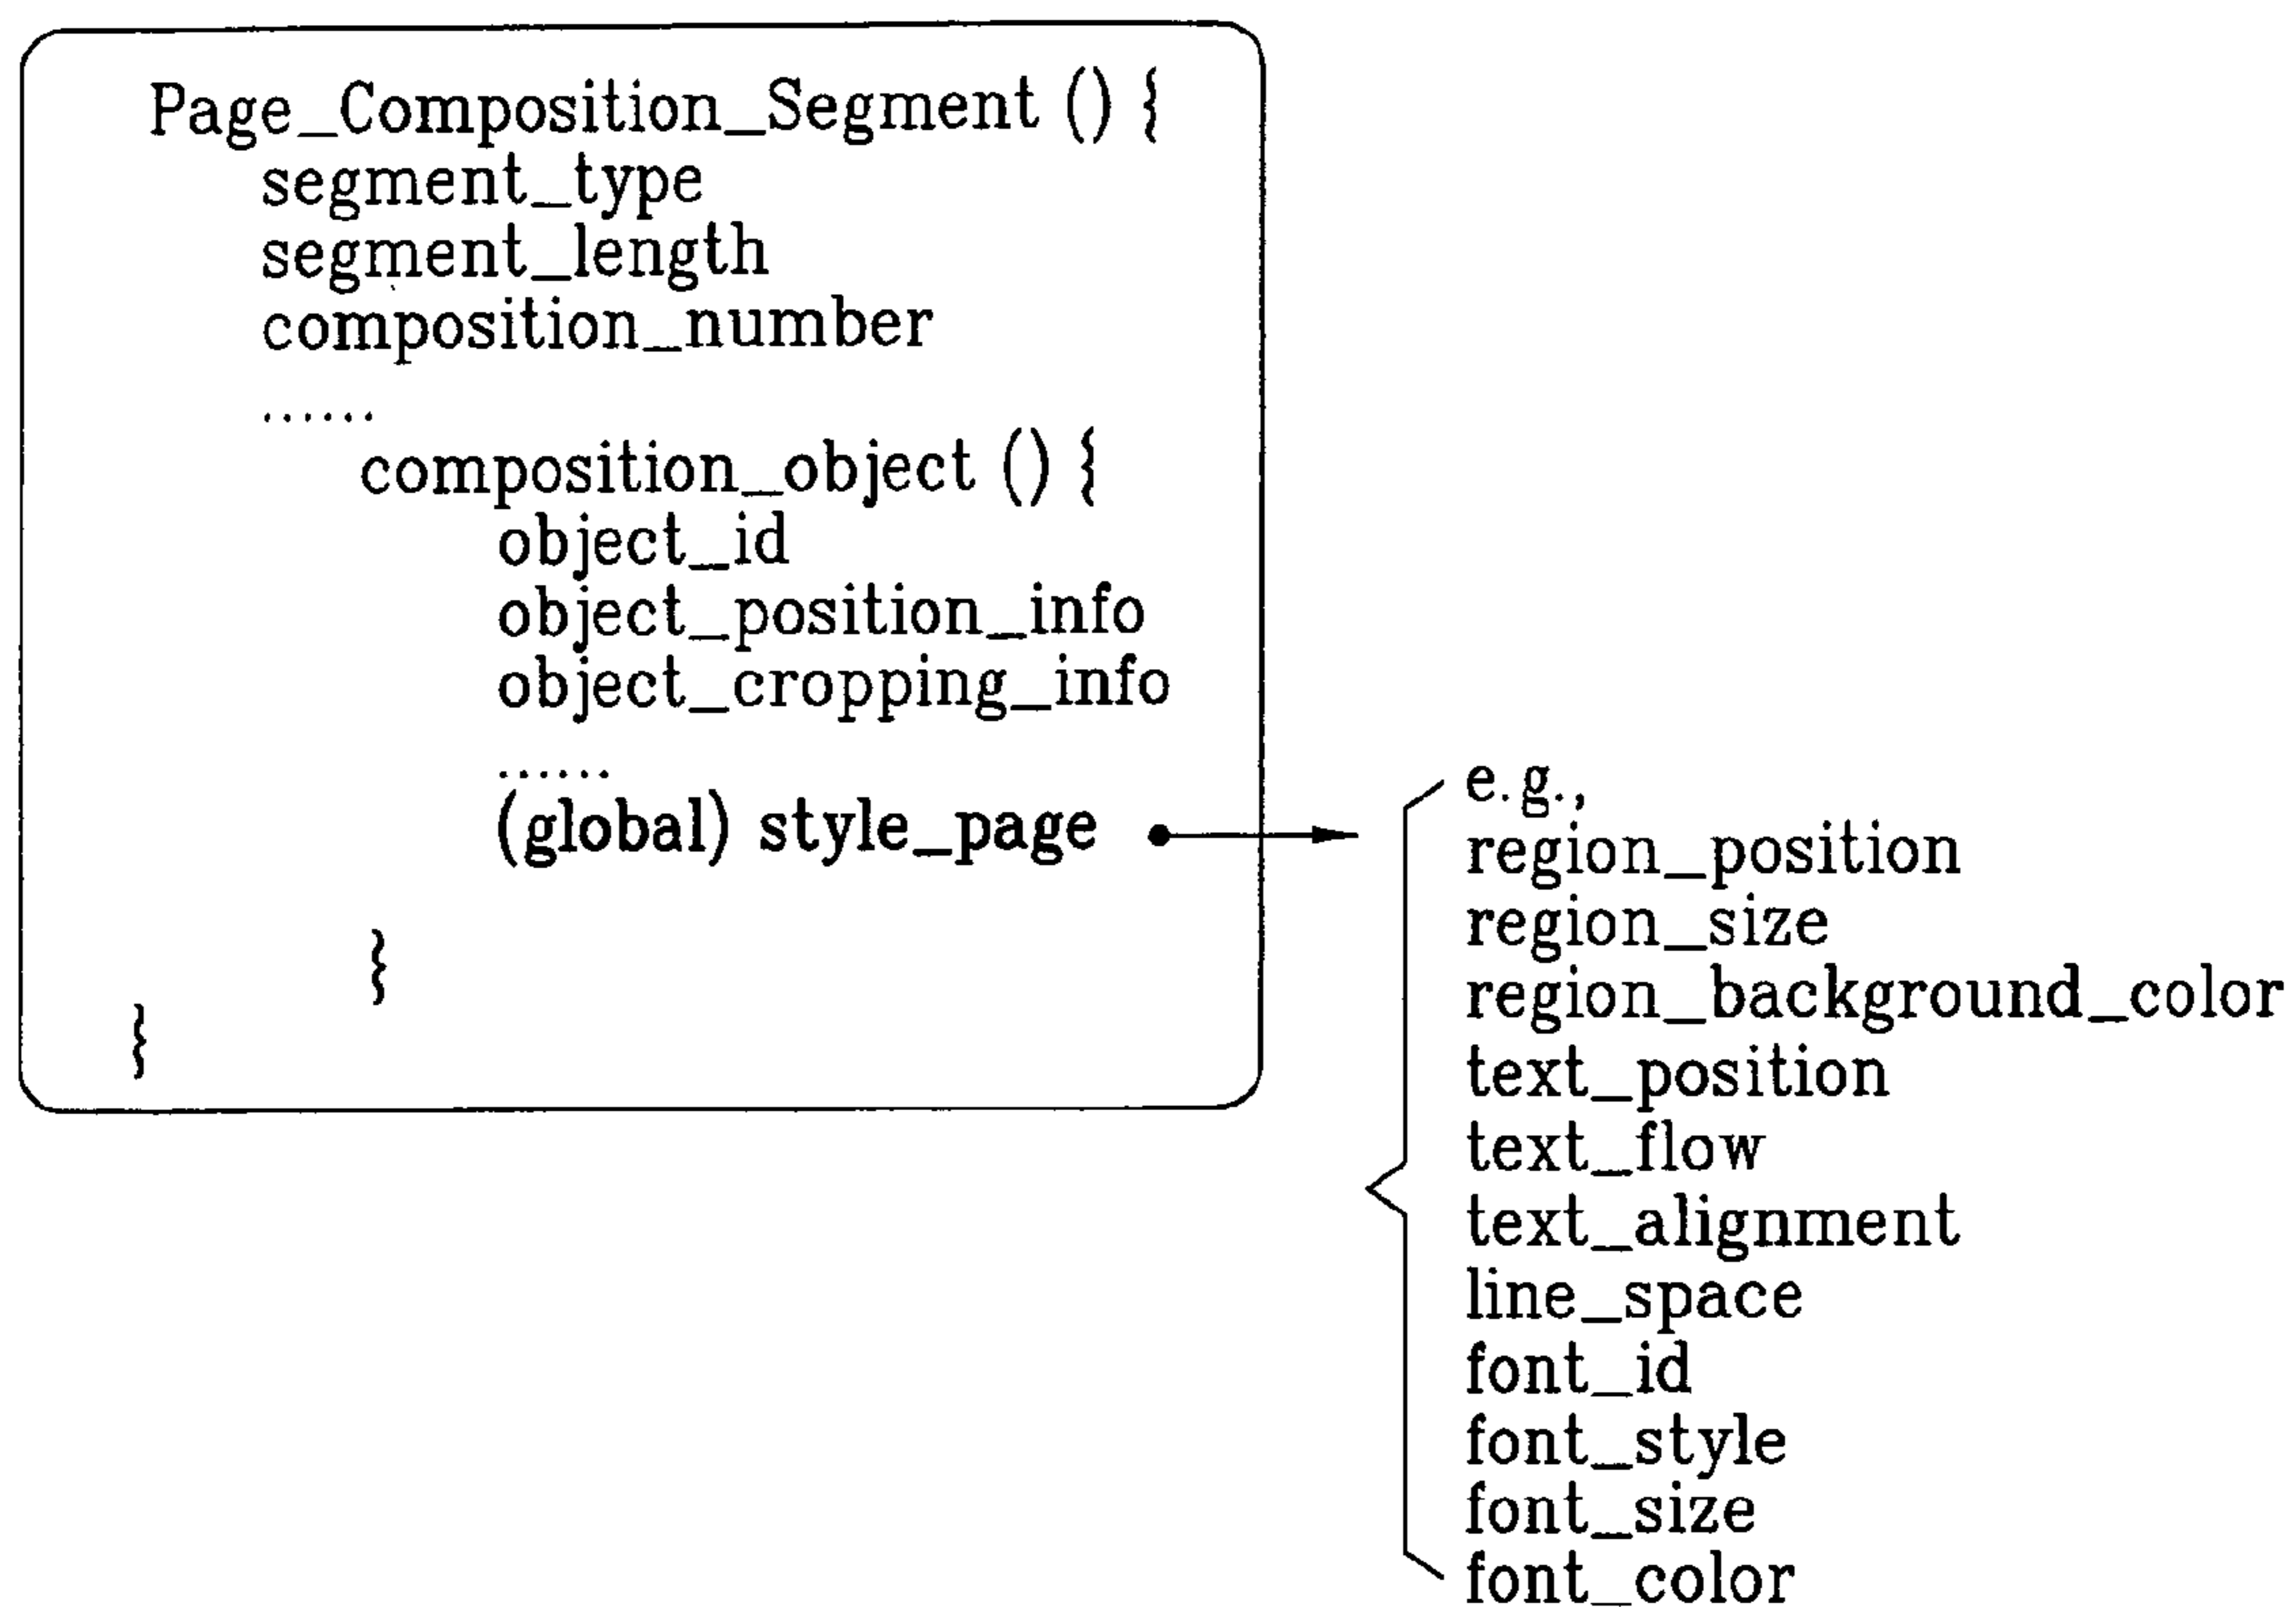 Page_Composition_Segment () {
segment_type
segment_length
composition_number
......
composition_object () {
object_id
object_position_info
object_cropping_info
......
(global) style_page
}
}
e.g.,
region_position
region_size
region_background_color
text_position
text_flow
text_alignment
line_space
font_id
font_style
font_size
font_color